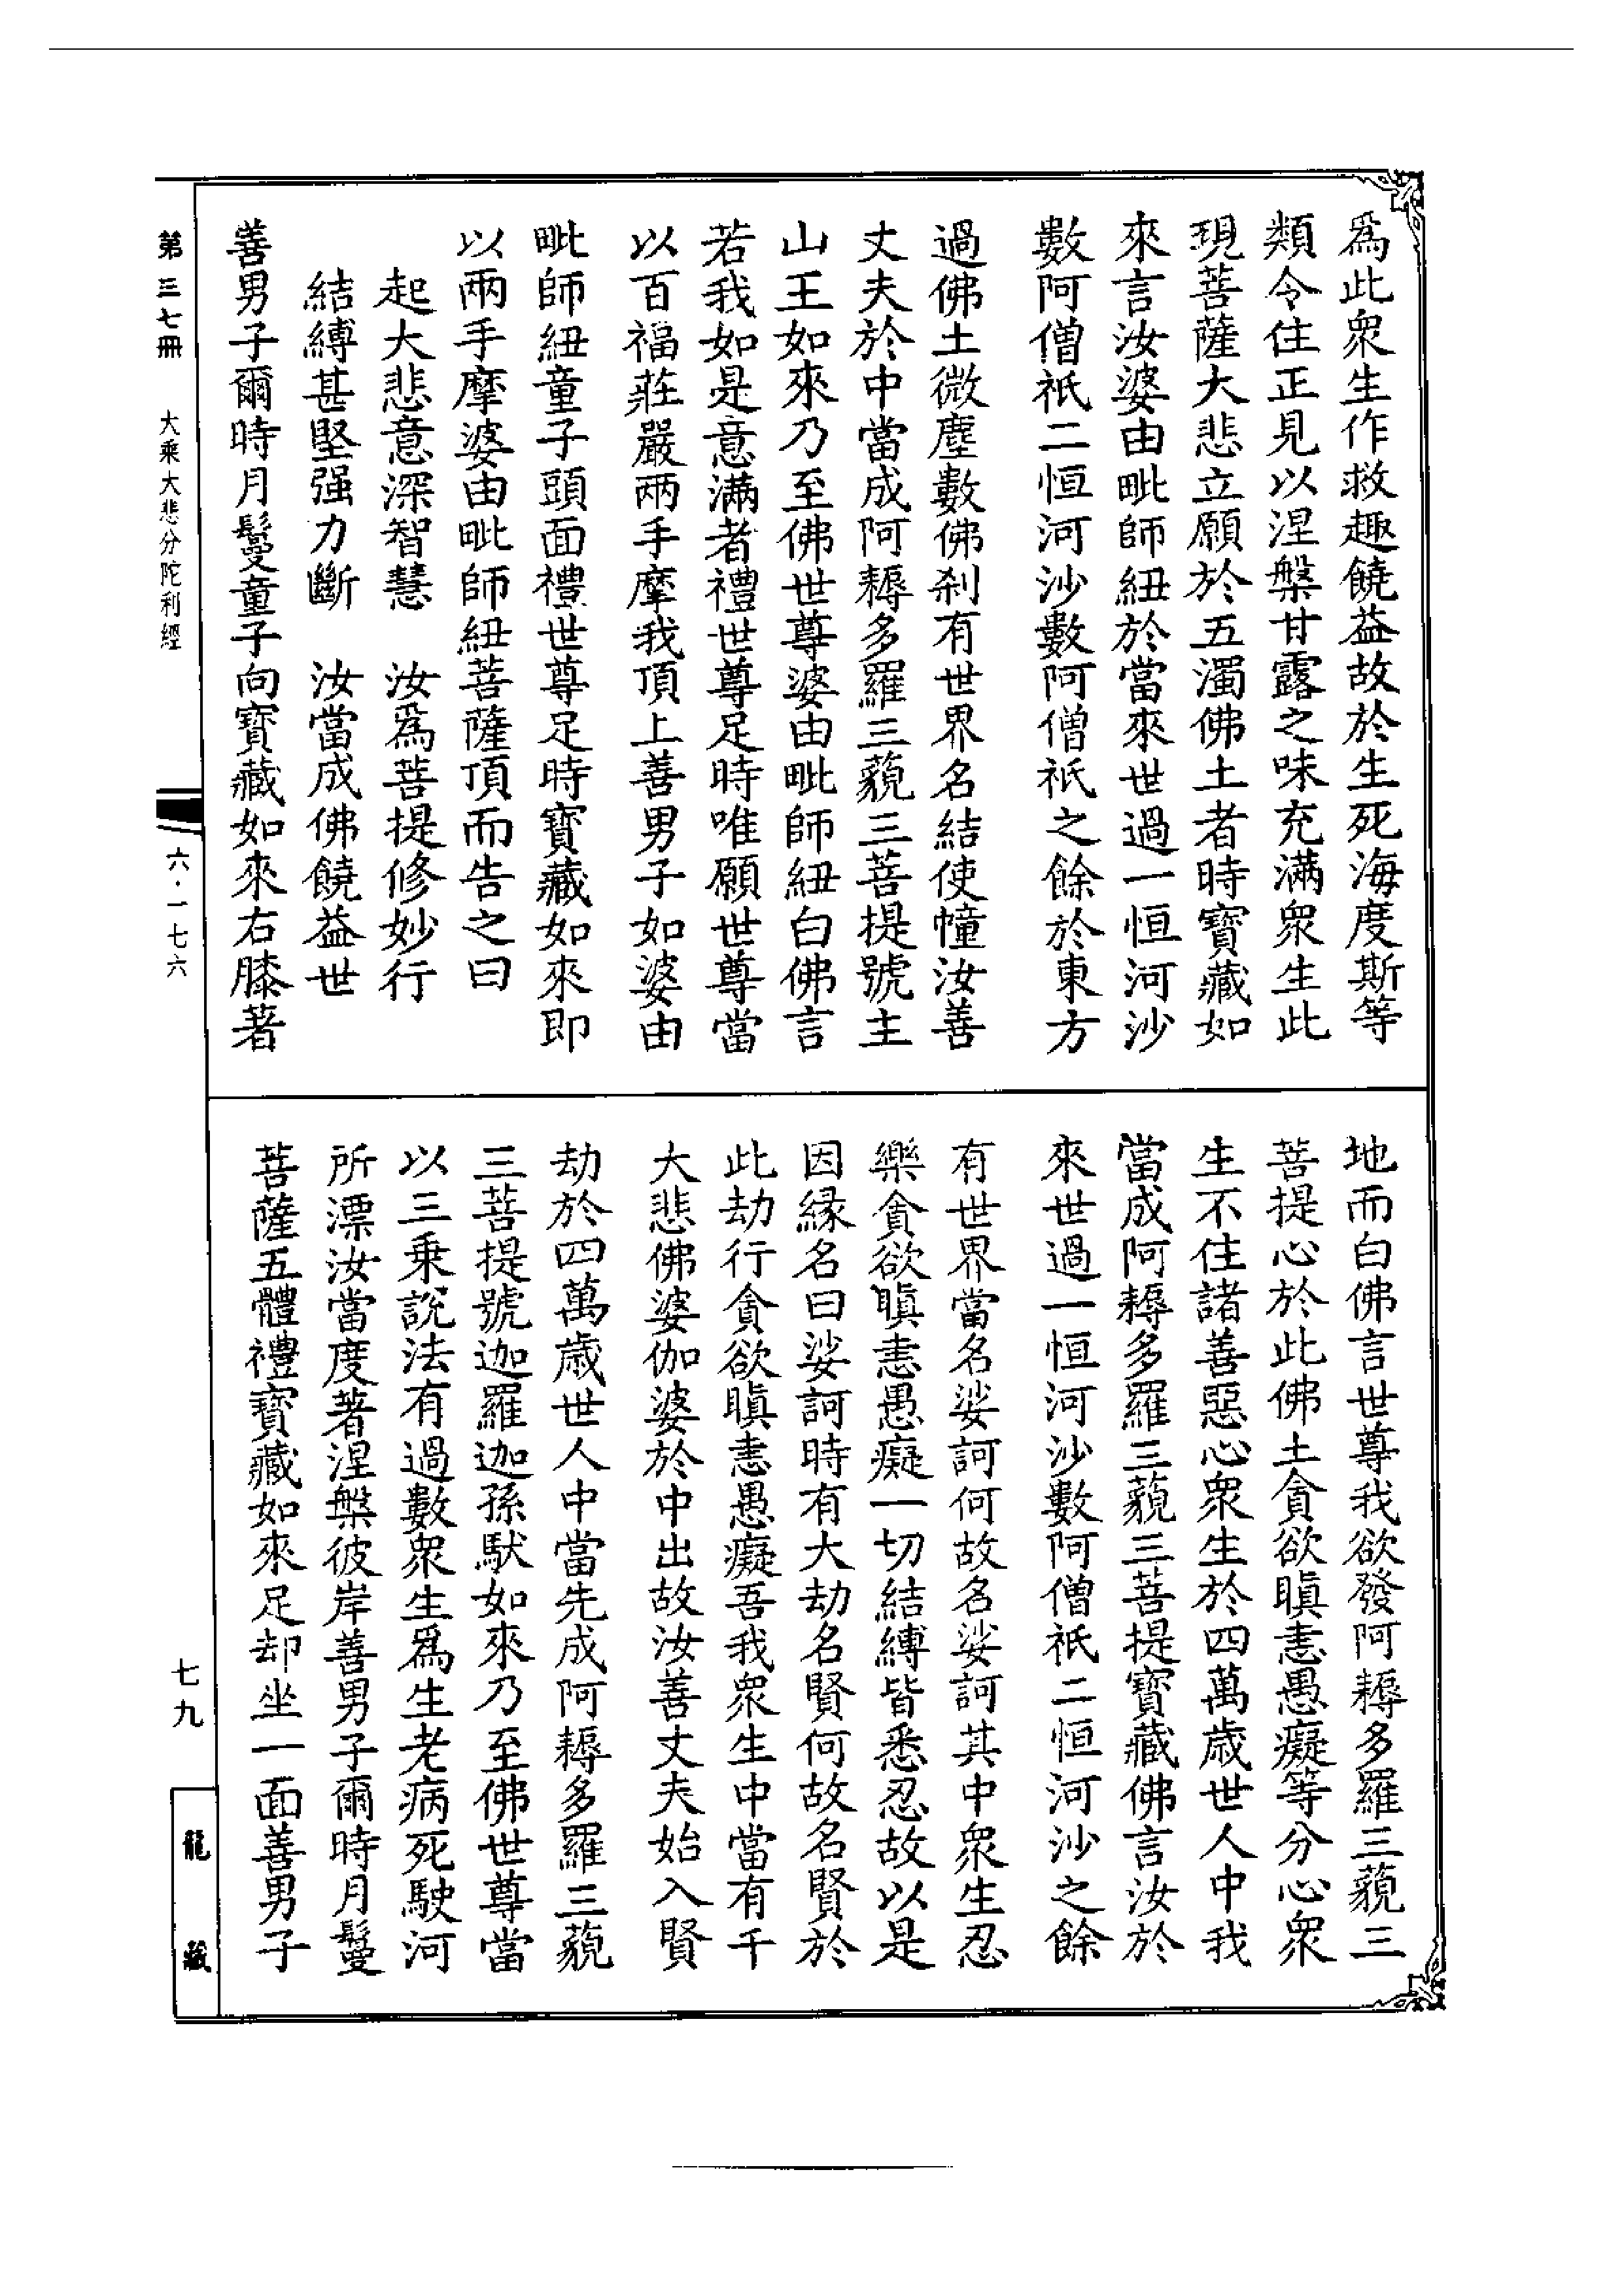 爲此衆生作救趣饒益故於生死海度斯等
類令住正見以涅槃甘露之味充滿衆生此
現菩薩大悲立願於五濁佛土者時寶藏如
來言汝婆由毗師紐於當來世過一恒河沙
數阿僧祇二恒河沙數阿僧祇之餘於東方
過佛土微塵數佛刹有世界名結使幢汝善
丈夫於中當成阿耨多羅三藐三菩提號主
山王如來乃至佛世尊婆由毗師紐白佛言
若我如是意滿者禮世尊足時唯願世尊當
以百福莊嚴兩手摩我頂上善男子如婆由
毗師紐童子頭面禮世尊足時寶藏如來即
以兩手摩婆由毗師紐菩薩頂而告之曰
起大悲意深智慧　汝爲菩提修妙行
結縛甚堅强力斷　汝當成佛饒益世
善男子爾時月鬘童子向寶藏如來右膝著
地而白佛言世尊我欲發阿耨多羅三藐三
菩提心於此佛土貪欲瞋恚愚癡等分心衆
生不住諸善惡心衆生於四萬歲世人中我
當成阿耨多羅三藐三菩提寶藏佛言汝於
來世過一恒河沙數阿僧祇二恒河沙之餘
有世界當名娑訶何故名娑訶其中衆生忍
樂貪欲瞋恚愚癡一切結縛皆悉忍故以是
因緣名曰娑訶時有大劫名賢何故名賢於
此劫行貪欲瞋恚愚癡吾我衆生中當有千
大悲佛婆伽婆於中出故汝善丈夫始入賢
劫於四萬歲世人中當先成阿耨多羅三藐
三菩提號迦羅迦孫馱如來乃至佛世尊當
以三乘說法有過數衆生爲生老病死駛河
所漂汝當度著涅槃彼岸善男子爾時月鬘
菩薩五體禮寶藏如來足却坐一面善男子
第三七冊　大乘大悲分陀利經
六·一七六
七九
龍藏